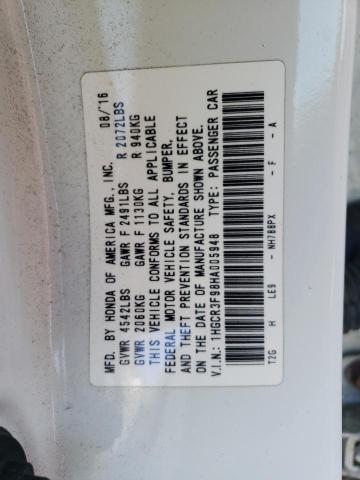 MFD. BY HONDA OF AMERICA MFG.,INC. 08/'16
GVWR 4542LBS GAWR F 2491LBS R 2072LBS
GVWR 2060KG GAWR F 1130KG R 940KG
THIS VEHICLE CONFORMS TO ALL APPLICABLE
FEDERAL MOTOR VEHICLE SAFETY, BUMPER,
AND THEFT PREVENTION STANDARDS IN EFFECT
ON THE DATE OF MANUFACTURE SHOWN ABOVE.
V.I.N.: 1HGCR3F98HA005948 TYPE: PASSENGER CAR
T2G H LE9 - NH788PX - F - A